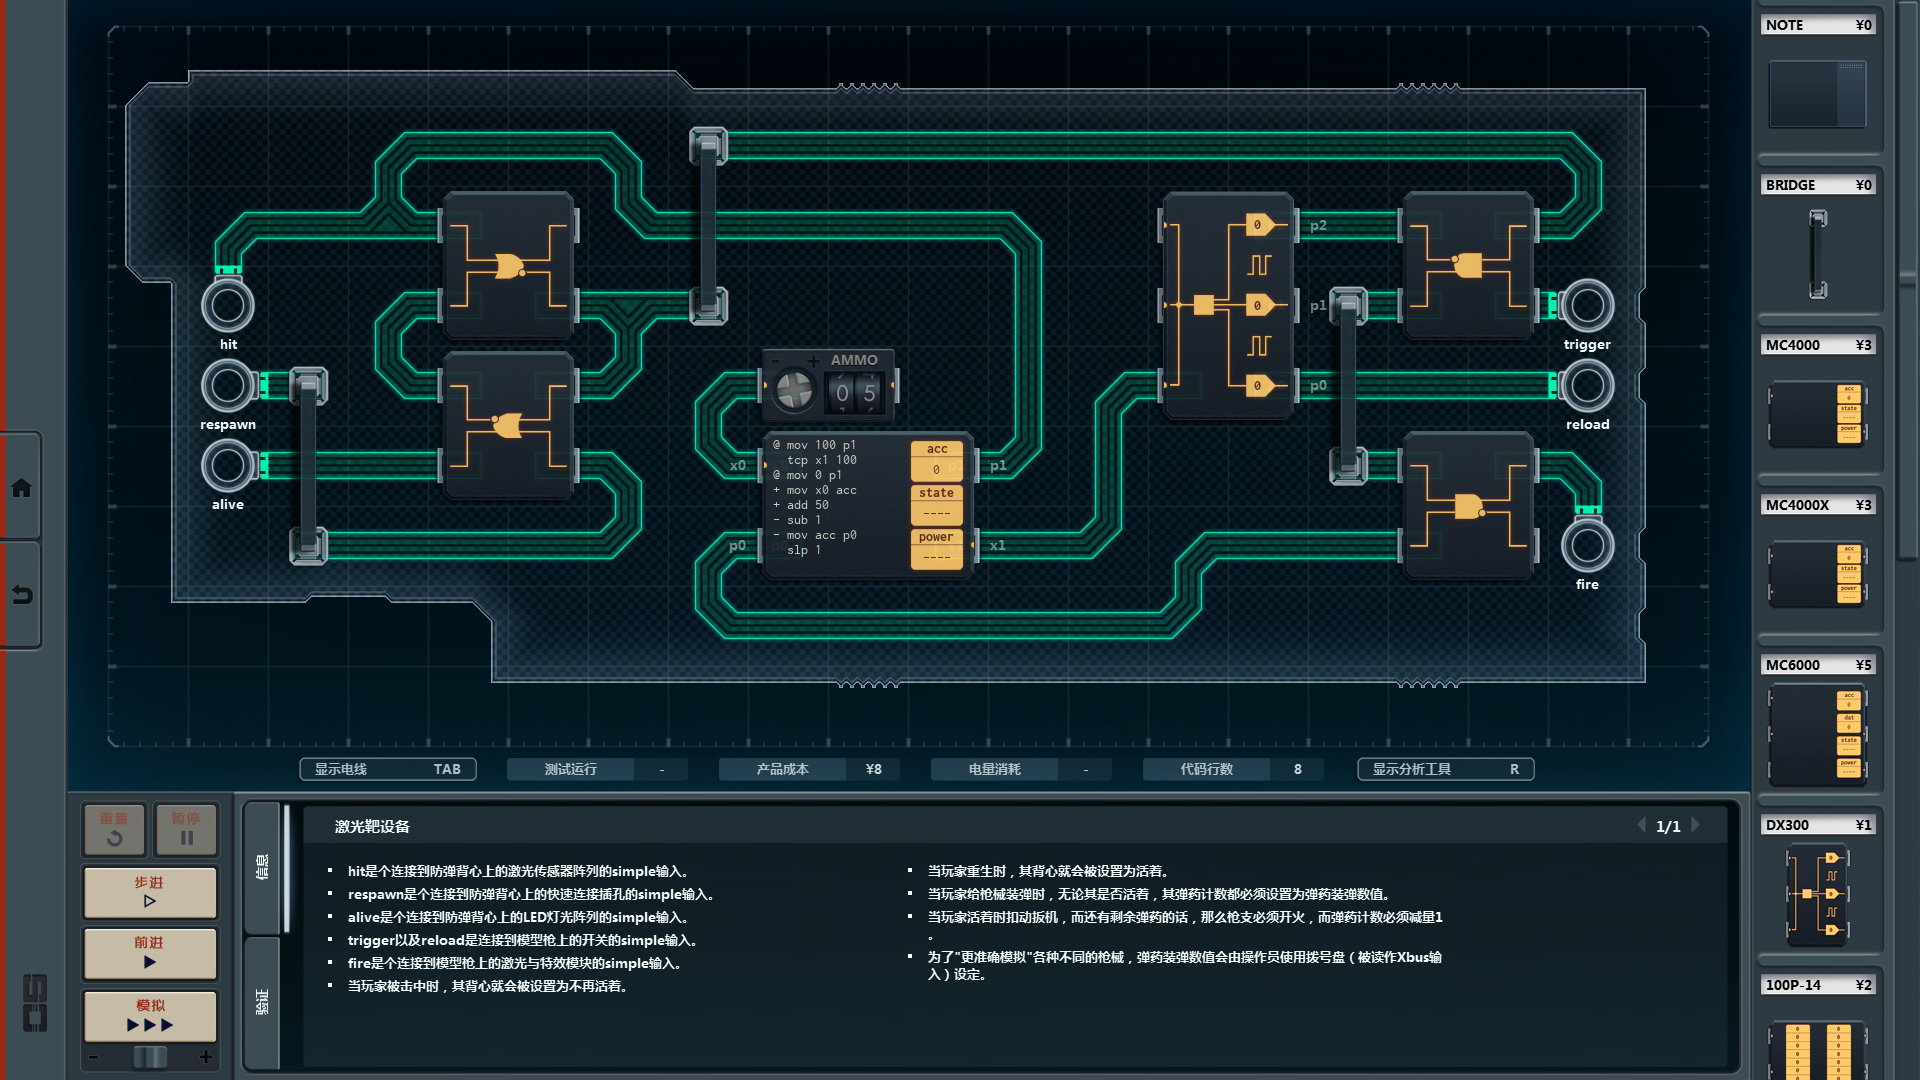 NOTE ¥0
BRIDGE ¥0
MC4000 ¥3
acc
0
state
----
power
----
MC4000X ¥3
acc
0
state
----
power
----
MC6000 ¥5
acc
0
dat
0
state
----
power
----
DX300 ¥1
0
0
0
100P-14 ¥2
hit
respawn
alive
AMMO
- +
0 5
x0
p0
@ mov 100 p1
tcp x1 100
@ mov 0 p1
+ mov x0 acc
+ add 50
- sub 1
- mov acc p0
slp 1
acc
0
state
----
power
----
p1
x1
0
0
0
p2
p1
p0
trigger
reload
fire
显示电线 TAB
测试运行 -
产品成本 ¥8
电量消耗 -
代码行数 8
显示分析工具 R
重置
暂停
步进
前进
模拟
- +
信息
验证
激光靶设备
1/1
▪ hit是个连接到防弹背心上的激光传感器阵列的simple输入。
▪ respawn是个连接到防弹背心上的快速连接插孔的simple输入。
▪ alive是个连接到防弹背心上的LED灯光阵列的simple输入。
▪ trigger以及reload是连接到模型枪上的开关的simple输入。
▪ fire是个连接到模型枪上的激光与特效模块的simple输入。
▪ 当玩家被击中时，其背心就会被设置为不再活着。
▪ 当玩家重生时，其背心就会被设置为活着。
▪ 当玩家给枪械装弹时，无论其是否活着，其弹药计数都必须设置为弹药装弹数值。
▪ 当玩家活着时扣动扳机，而还有剩余弹药的话，那么枪支必须开火，而弹药计数必须减量1
。
▪ 为了"更准确模拟"各种不同的枪械，弹药装弹数值会由操作员使用拨号盘（被读作Xbus输
入）设定。